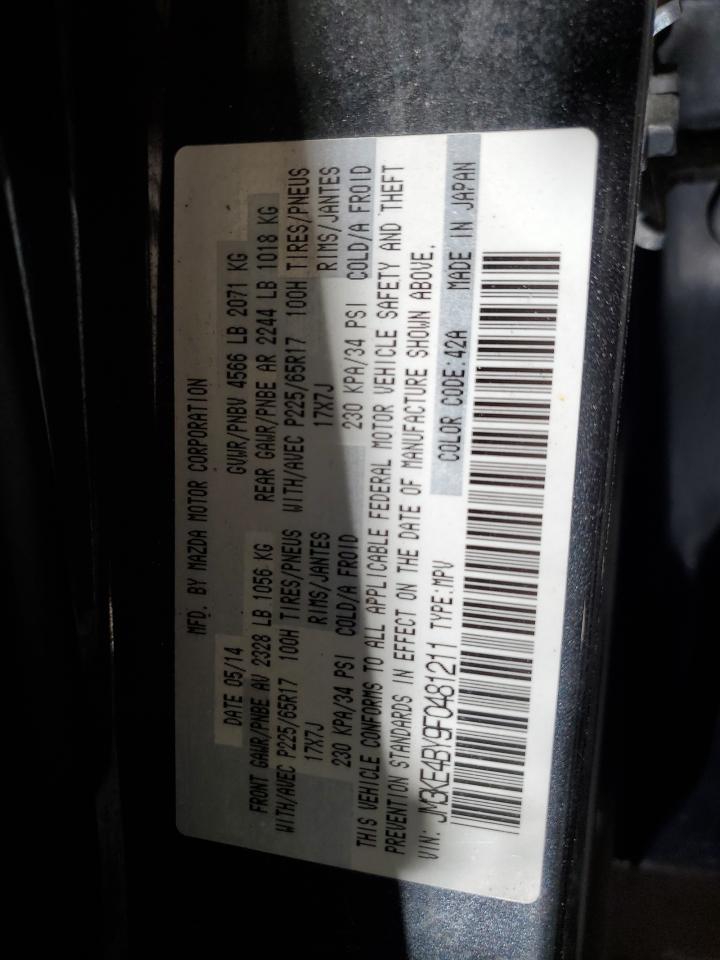 MFD. BY MAZDA MOTOR CORPORATION
DATE 05/14 GVWR/PNBV 4566 LB 2071 KG
FRONT GAWR/PNBE AV 2328 LB 1056 KG REAR GAWR/PNBE AR 2244 LB 1018 KG
WITH/AVEC P225/65R17 100H TIRES/PNEUS WITH/AVEC P225/65R17 100H TIRES/PNEUS
17X7J RIMS/JANTES 17X7J RIMS/JANTES
230 KPA/34 PSI COLD/A FROID 230 KPA/34 PSI COLD/A FROID
THIS VEHICLE CONFORMS TO ALL APPLICABLE FEDERAL MOTOR VEHICLE SAFETY AND THEFT
PREVENTION STANDARDS IN EFFECT ON THE DATE OF MANUFACTURE SHOWN ABOVE.
VIN: JM3KE4BY9F0481211 TYPE:MPV COLOR CODE:42A MADE IN JAPAN